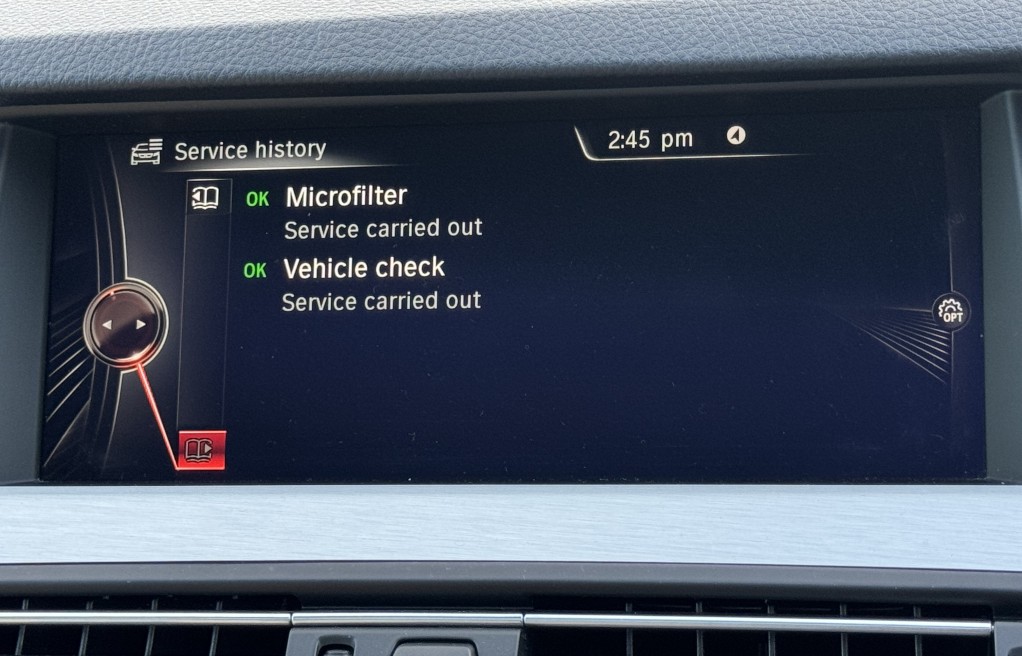 Service history
2:45 pm
OK Microfilter
Service carried out
OK Vehicle check
Service carried out
OPT